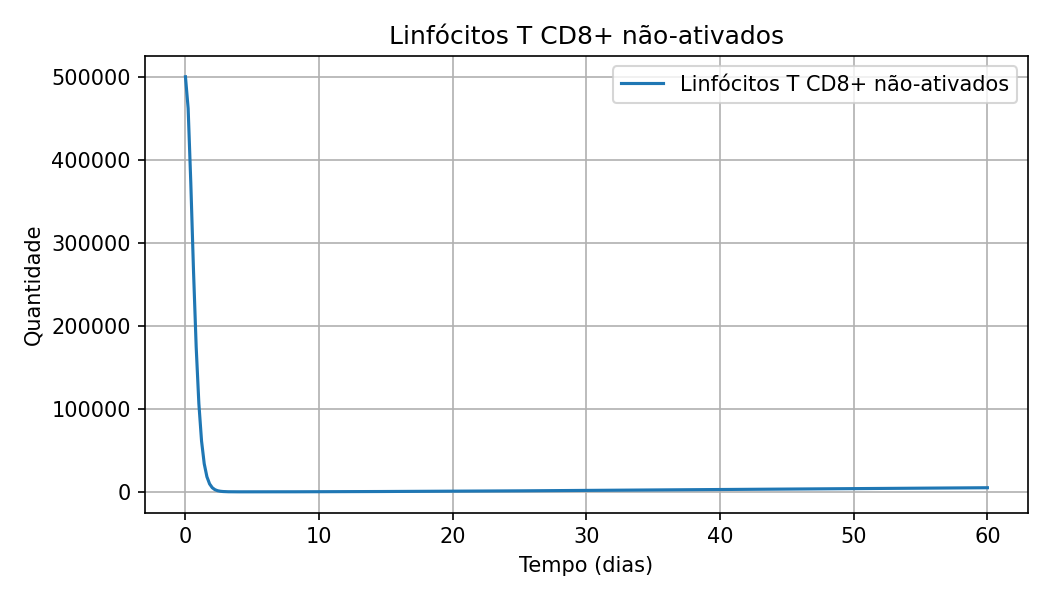 Linfócitos T CD8+ não-ativados
Linfócitos T CD8+ não-ativados
500000
400000
300000
200000
100000
0
Quantidade
0 10 20 30 40 50 60
Tempo (dias)